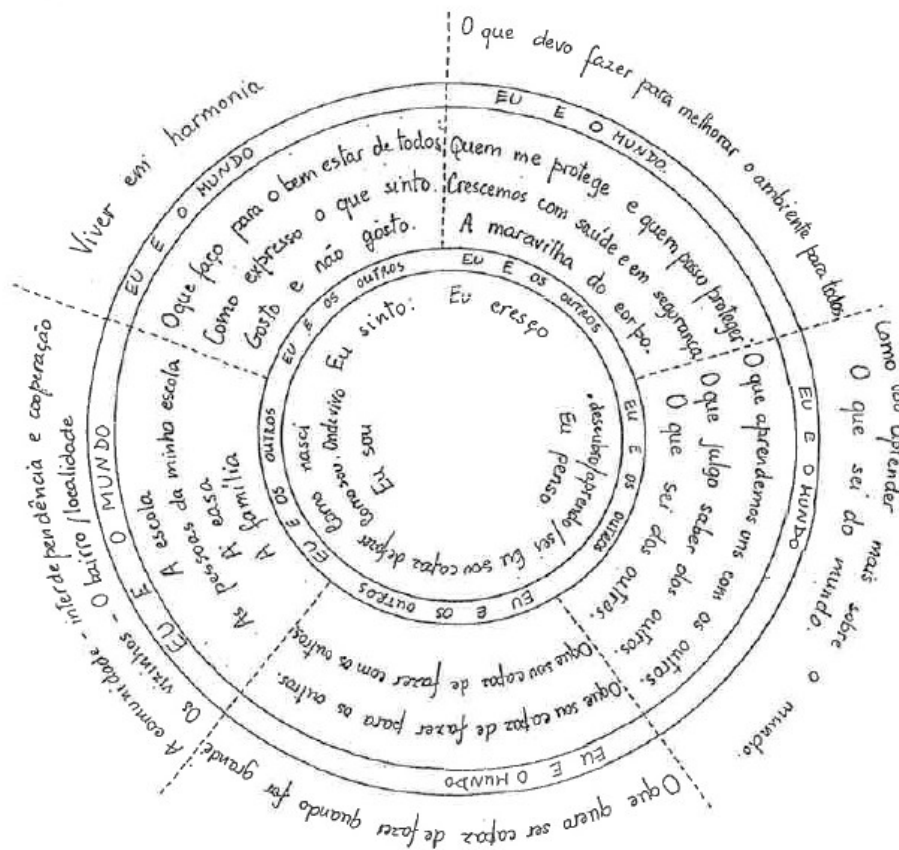 O que devo fazer para melhorar o ambiente para todos
Como vou aprender mais sobre o mundo.
O que sei do mundo.
O que quero ser capaz de fazer quando for grande
A comunidade - interdependência e cooperação
Os vizinhos - O bairro/localidade
Viver em harmonia
EU E O MUNDO.
EU E O MUNDO
EU E O MUNDO
EU E O MUNDO
EU E O MUNDO
Quem me protege e quem posso proteger.
Crescemos com saúde e em segurança
A maravilha do corpo.
O que aprendemos uns com os outros.
O que julgo saber dos outros.
O que sei dos outros.
O que sou capaz de fazer com os outros.
O que sou capaz de fazer para os outros.
A escola
As pessoas da minha escola
A casa
A família
O que faço para o bem estar de todos
Como expresso o que sinto.
Gosto e não gosto.
EU E OS OUTROS
EU E OS OUTROS
EU E OS OUTROS
EU E OS OUTROS
EU E OS OUTROS
Eu cresço
Eu penso
descubro/aprendo/sei
Eu sou capaz de fazer
Eu sou
Como sou. Onde vivo
Como nasci
Eu sinto: